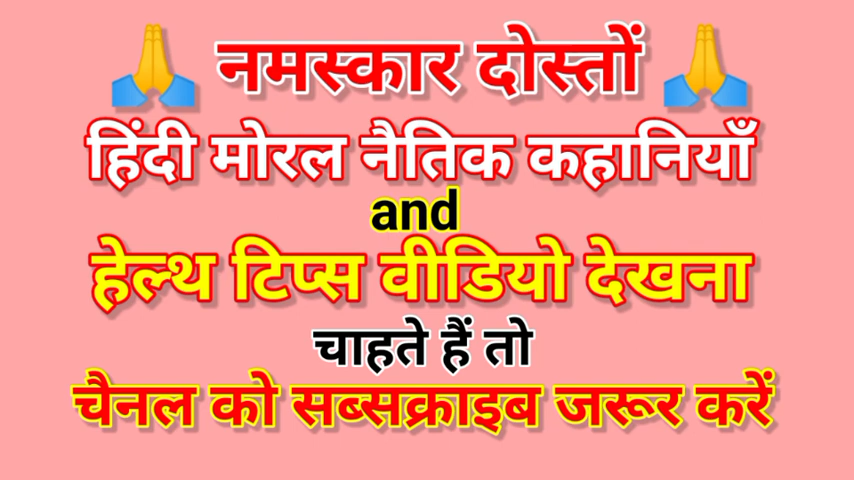 🙏 नमस्कार दोस्तों 🙏
हिंदी मोरल नैतिक कहानियाँ
and
हेल्थ टिप्स वीडियो देखना
चाहते हैं तो
चैनल को सब्सक्राइब जरूर करें